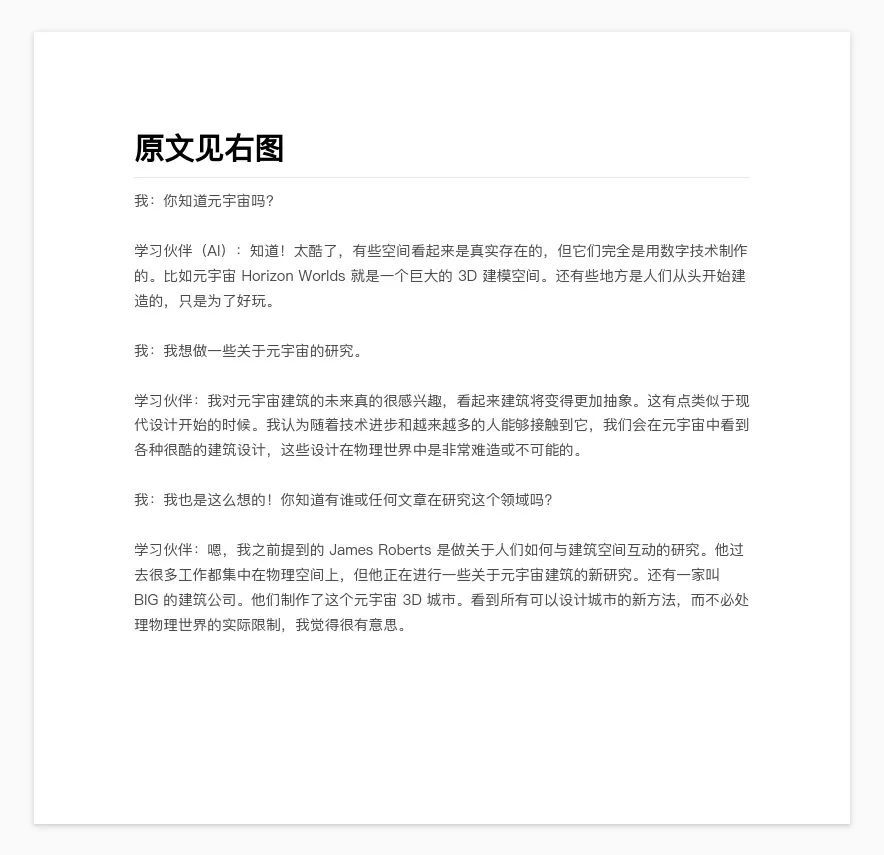 原文见右图
我：你知道元宇宙吗？
学习伙伴（AI）：知道！太酷了，有些空间看起来是真实存在的，但它们完全是用数字技术制作
的。比如元宇宙 Horizon Worlds 就是一个巨大的 3D 建模空间。还有些地方是人们从头开始建
造的，只是为了好玩。
我：我想做一些关于元宇宙的研究。
学习伙伴：我对元宇宙建筑的未来真的很感兴趣，看起来建筑将变得更加抽象。这有点类似于现
代设计开始的时候。我认为随着技术进步和越来越多的人能够接触到它，我们会在元宇宙中看到
各种很酷的建筑设计，这些设计在物理世界中是非常难造或不可能的。
我：我也是这么想的！你知道有谁或任何文章在研究这个领域吗？
学习伙伴：嗯，我之前提到的 James Roberts 是做关于人们如何与建筑空间互动的研究。他过
去很多工作都集中在物理空间上，但他正在进行一些关于元宇宙建筑的新研究。还有一家叫
BIG 的建筑公司。他们制作了这个元宇宙 3D 城市。看到所有可以设计城市的新方法，而不必处
理物理世界的实际限制，我觉得很有意思。